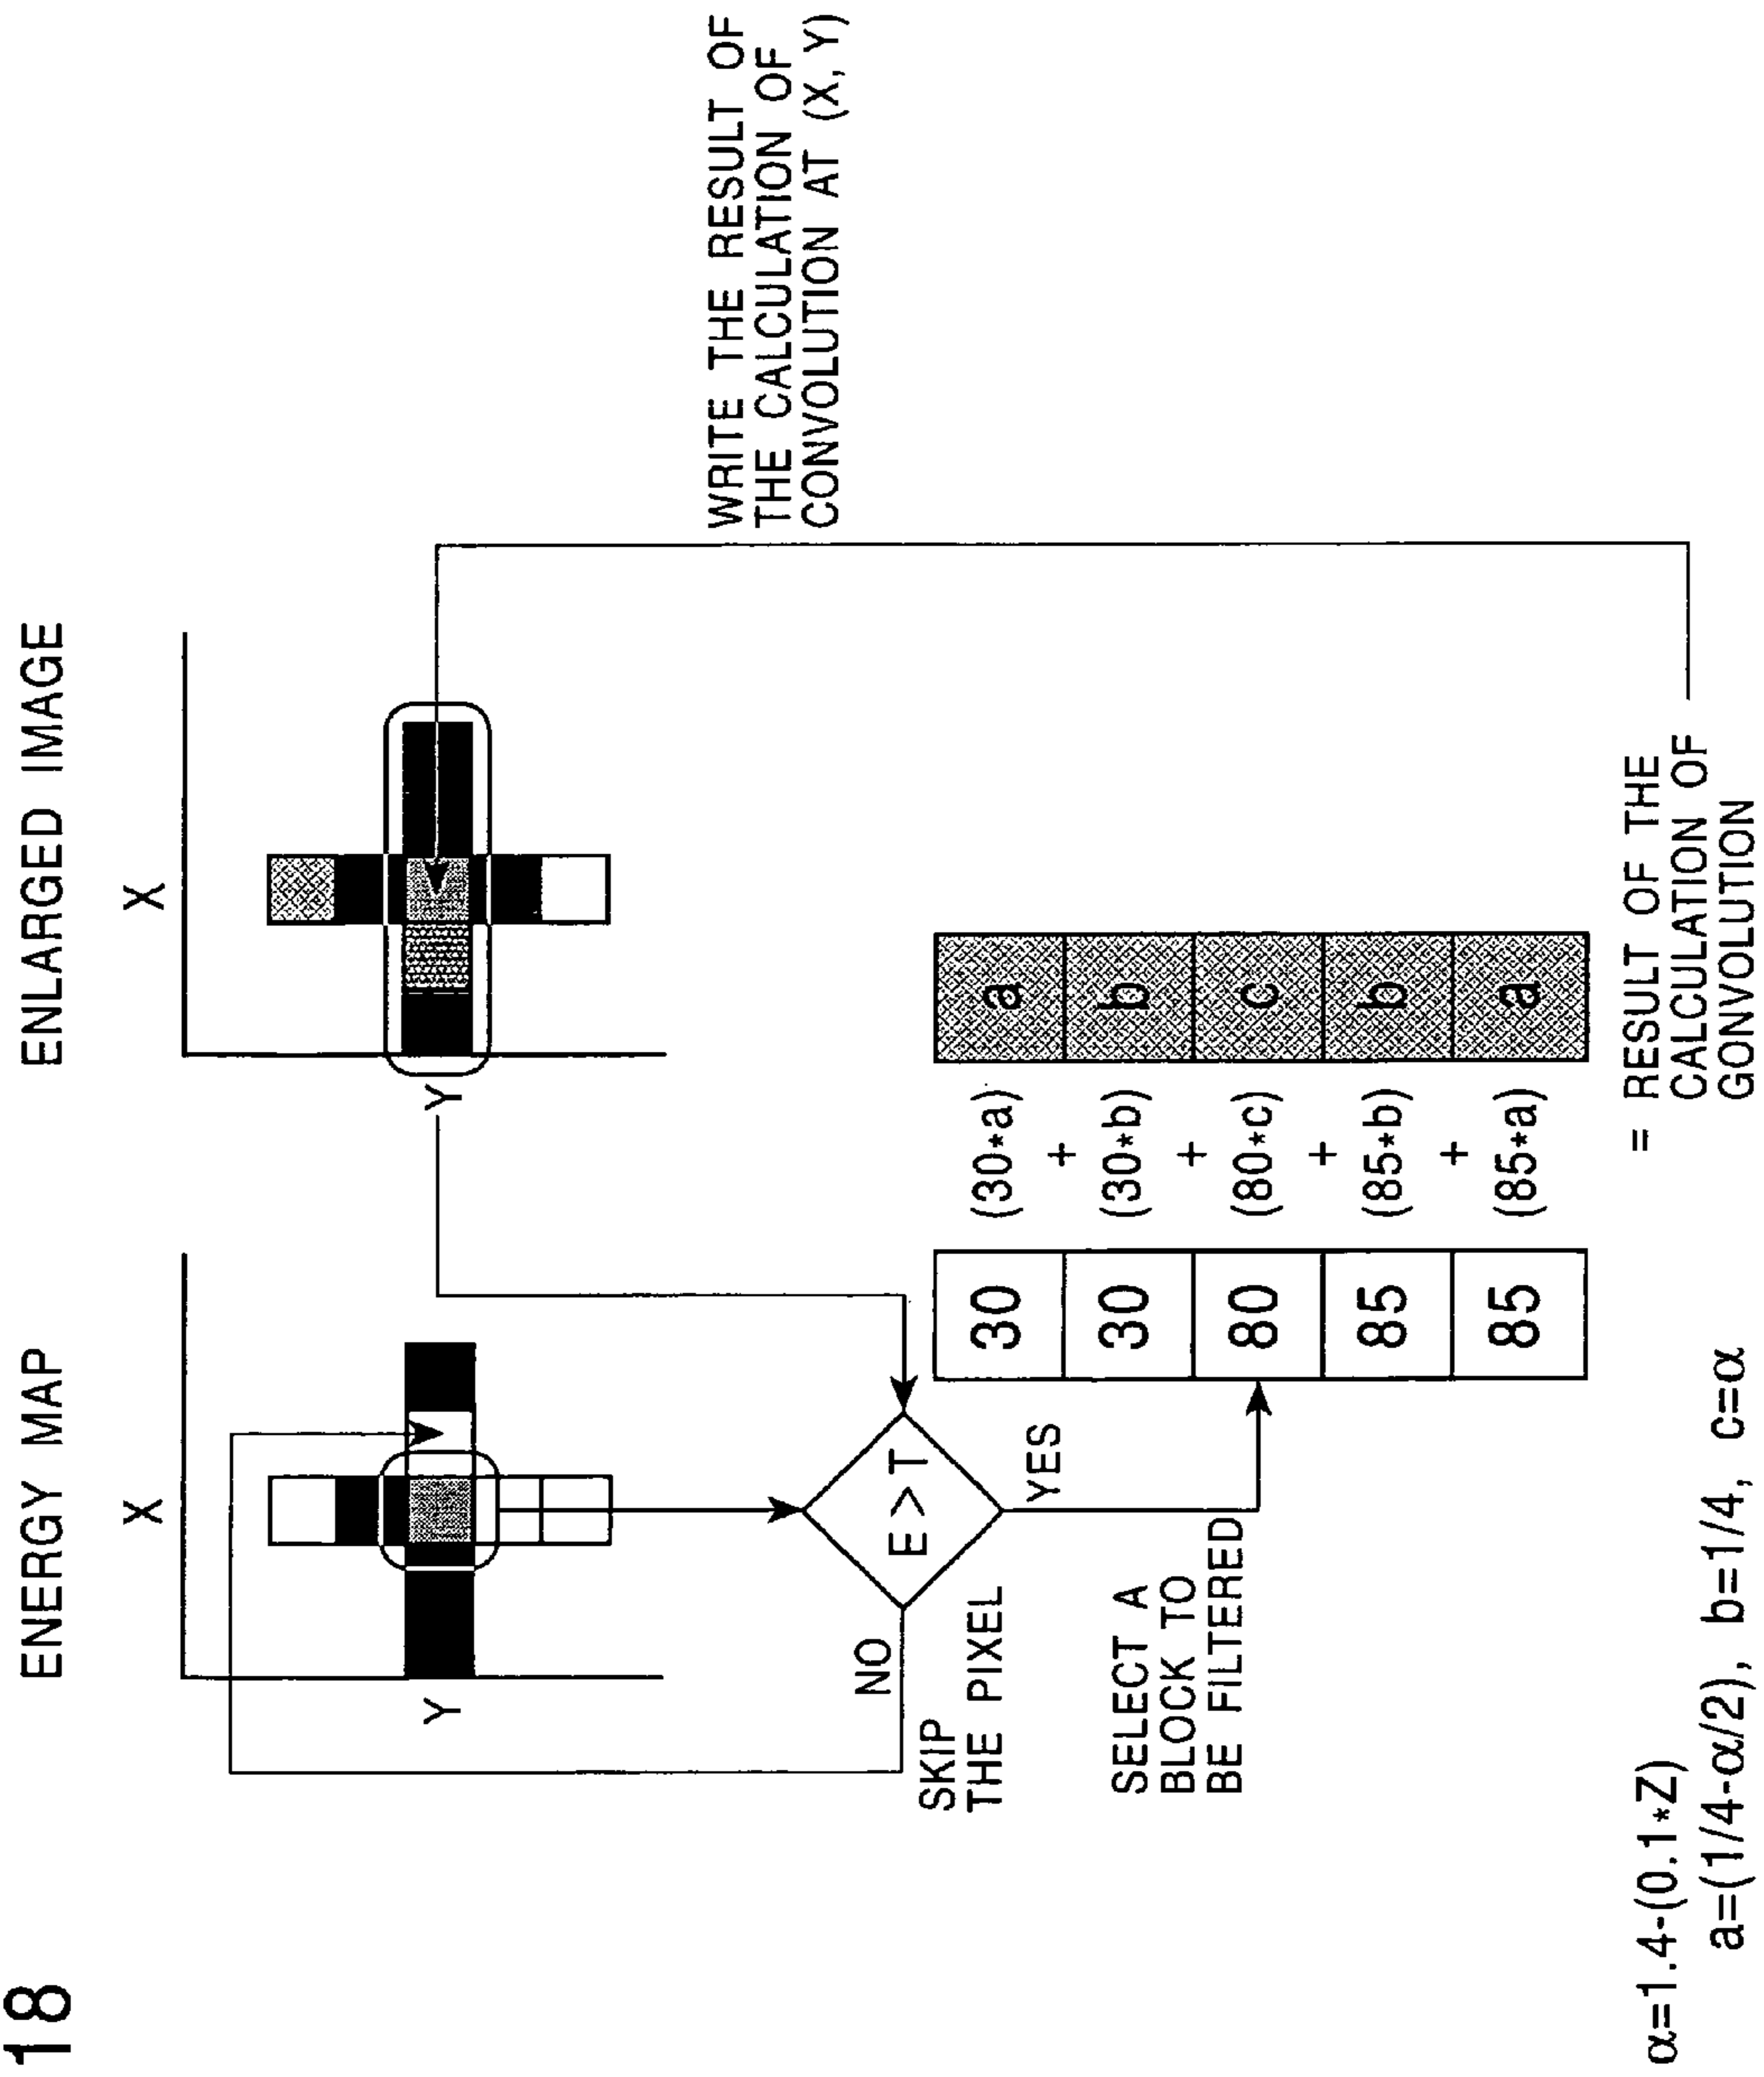 18
ENERGY MAP
ENLARGED IMAGE
X
X
Y
Y
E>T
NO
SKIP
THE PIXEL
YES
SELECT A
BLOCK TO
BE FILTERED
WRITE THE RESULT OF
THE CALCULATION OF
CONVOLUTION AT (X,Y)
30 (30*a) a
+
30 (30*b) b
+
80 (80*c) c
+
85 (85*b) b
+
85 (85*a) a
= RESULT OF THE
CALCULATION OF
GONVOLUTION
α=1.4-(0.1*Z)
a=(1/4-α/2), b=1/4, c=α